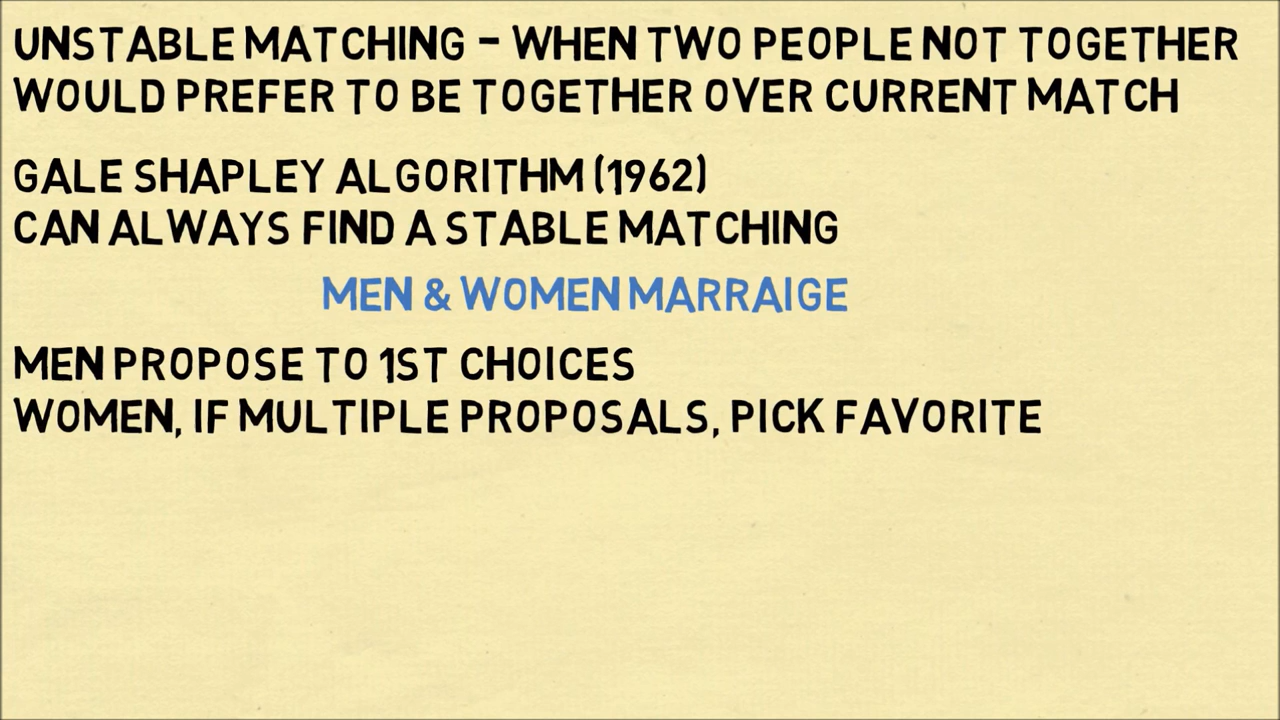 UNSTABLE MATCHING - WHEN TWO PEOPLE NOT TOGETHER
WOULD PREFER TO BE TOGETHER OVER CURRENT MATCH
GALE SHAPLEY ALGORITHM (1962)
CAN ALWAYS FIND A STABLE MATCHING
MEN & WOMEN MARRAIGE
MEN PROPOSE TO 1ST CHOICES
WOMEN, IF MULTIPLE PROPOSALS, PICK FAVORITE